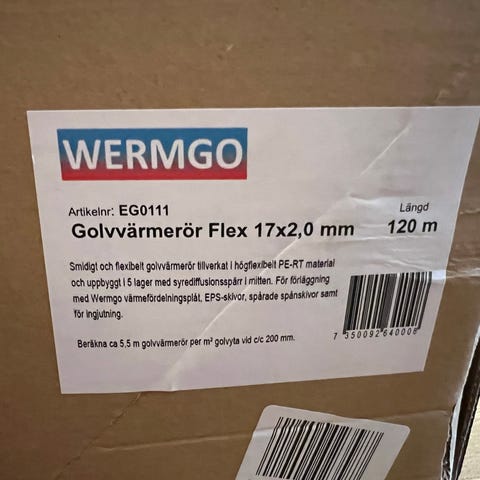 WERMGO
Artikelnr: EG0111
Längd
Golvvärmerör Flex 17x2,0 mm
120 m
Smidigt och flexibelt golvvärmerör tillverkat i högflexibelt PE-RT material
och uppbyggt i 5 lager med syrediffusionsspärr i mitten. För förläggning
med Wermgo värmefördelningsplåt, EPS-skivor, spårade spånskivor samt
för ingjutning.
Beräkna ca 5,5 m golvvärmerör per m² golvyta vid c/c 200 mm.
7 350092 640008